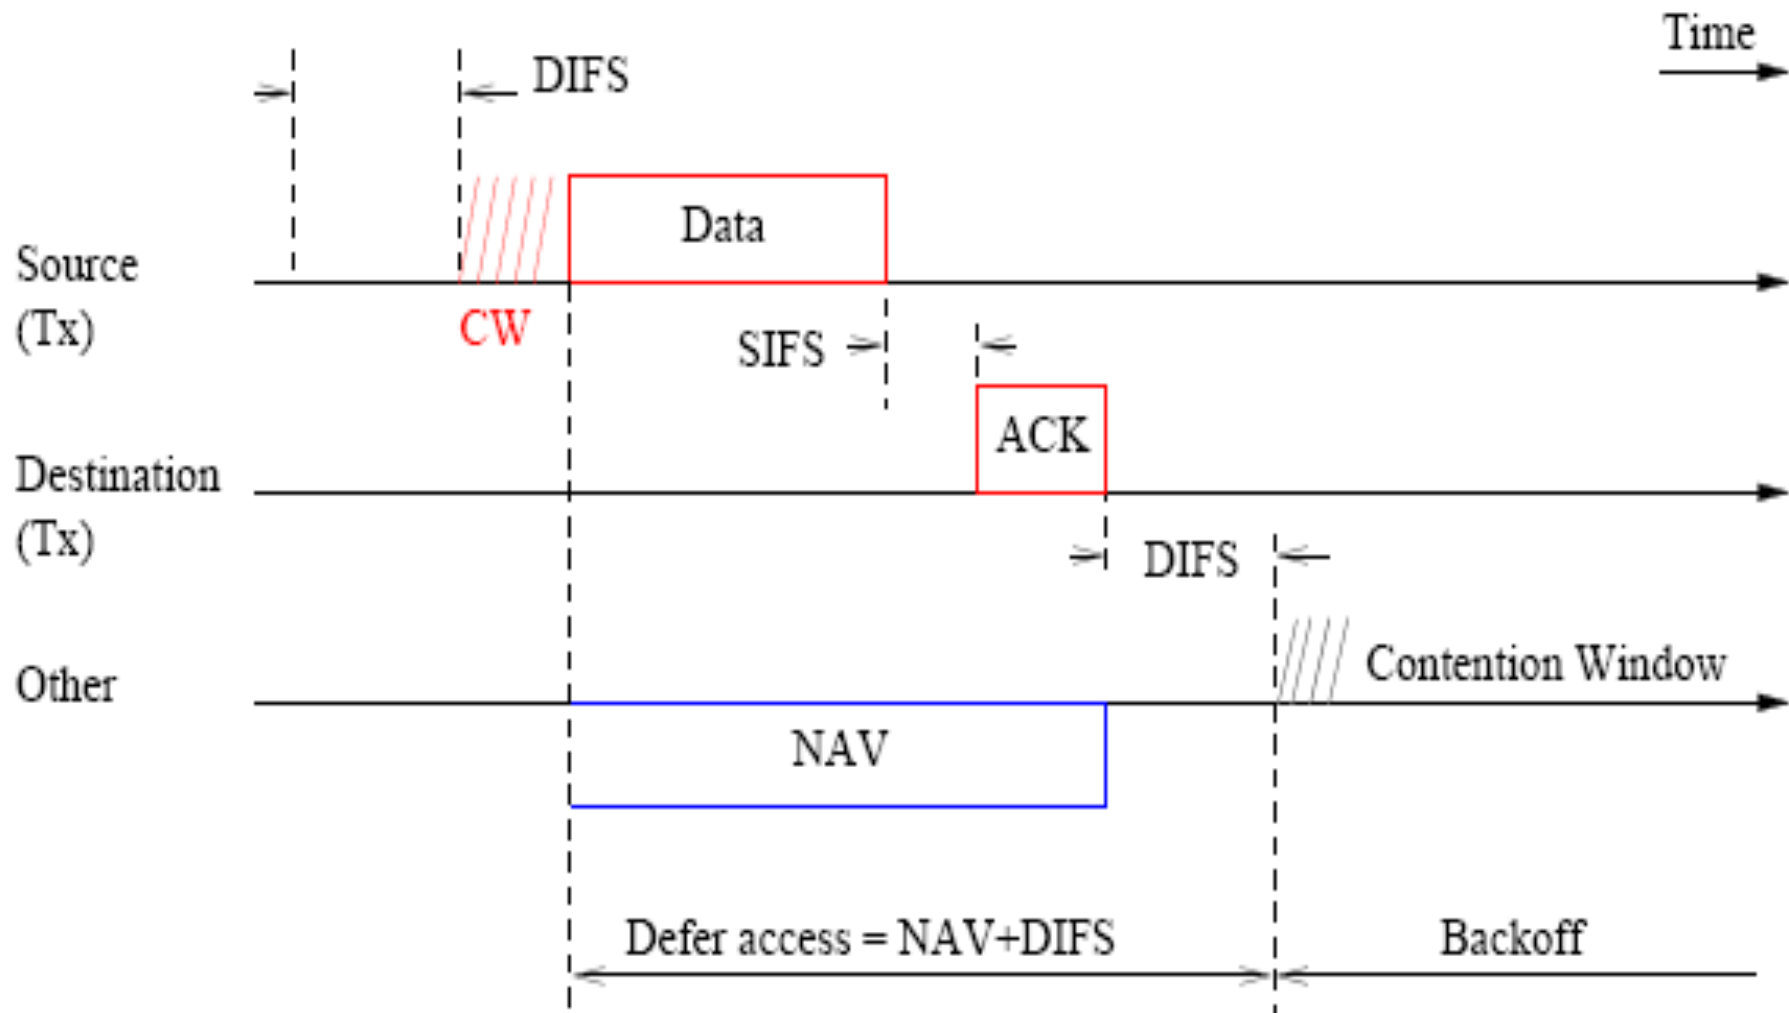 Time
DIFS
Data
Source
(Tx)
CW
SIFS
ACK
Destination
(Tx)
DIFS
Other
Contention Window
NAV
Defer access = NAV+DIFS
Backoff